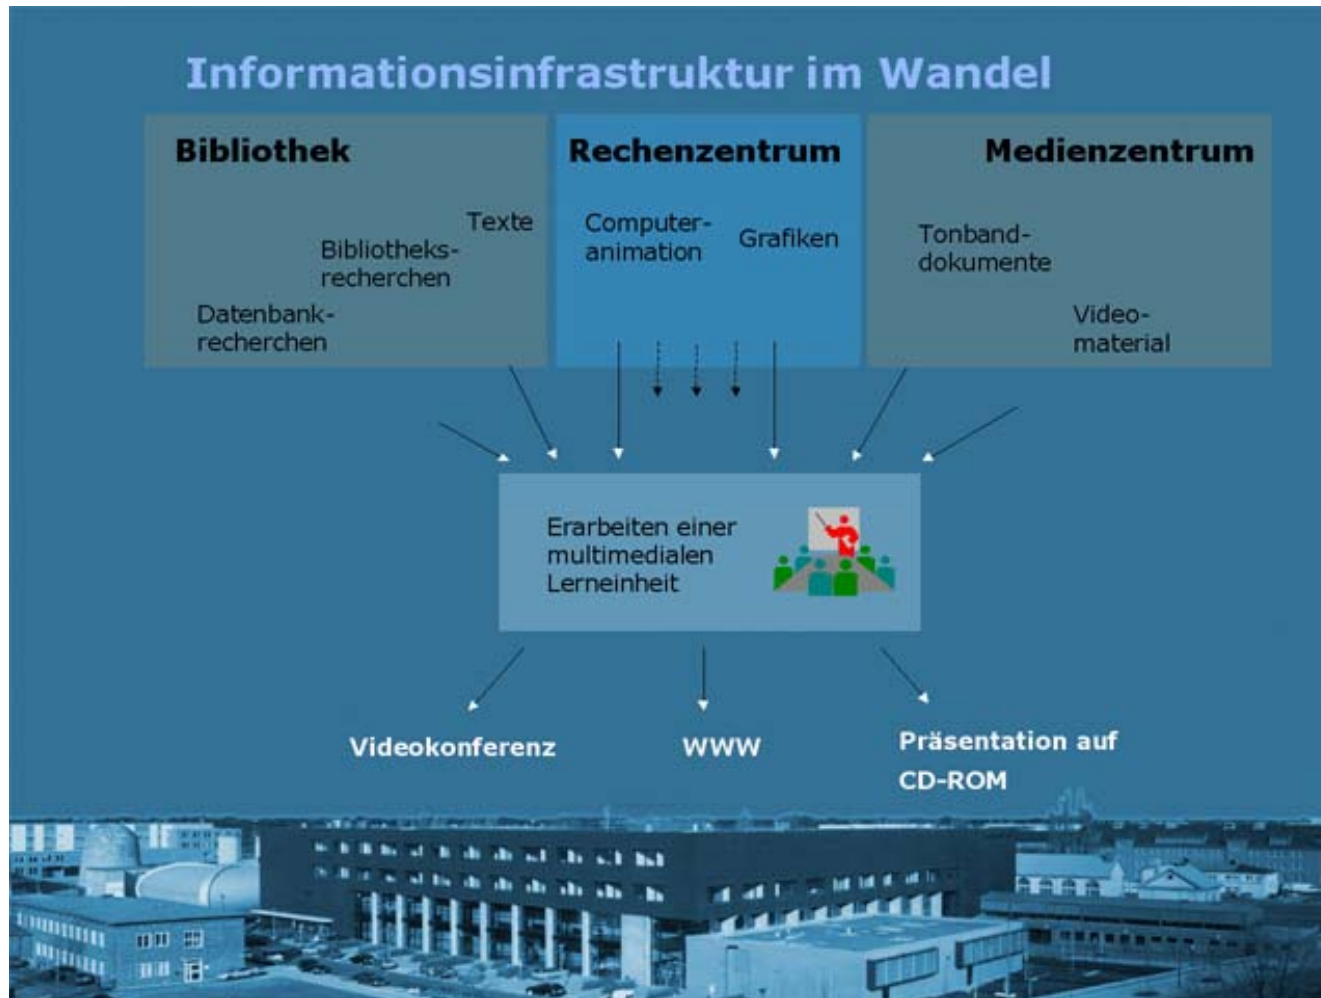 Informationsinfrastruktur im Wandel
Bibliothek
Texte
Bibliotheks-
recherchen
Datenbank-
recherchen
Rechenzentrum
Computer-
animation
Grafiken
Medienzentrum
Tonband-
dokumente
Video-
material
Erarbeiten einer
multimedialen
Lerneinheit
Videokonferenz
WWW
Präsentation auf
CD-ROM